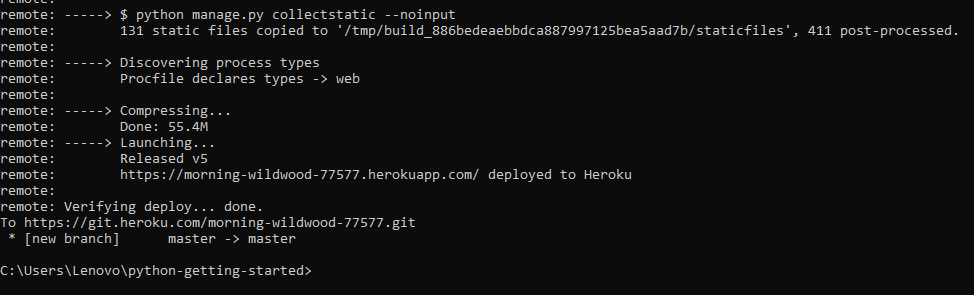 remote: -----> $ python manage.py collectstatic --noinput
remote:        131 static files copied to '/tmp/build_886bedeaebbdca887997125bea5aad7b/staticfiles', 411 post-processed.
remote:
remote: -----> Discovering process types
remote:        Procfile declares types -> web
remote:
remote: -----> Compressing...
remote:        Done: 55.4M
remote: -----> Launching...
remote:        Released v5
remote:        https://morning-wildwood-77577.herokuapp.com/ deployed to Heroku
remote:
remote: Verifying deploy... done.
To https://git.heroku.com/morning-wildwood-77577.git
 * [new branch]      master -> master
C:\Users\Lenovo\python-getting-started>